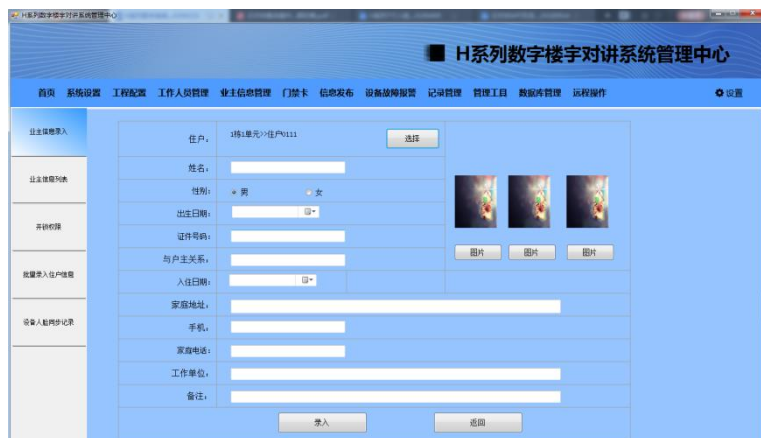 H系列数字楼宇对讲系统管理中心
H系列数字楼宇对讲系统管理中心
首页 系统设置 工程配置 工作人员管理 业主信息管理 门禁卡 信息发布 设备故障报警 记录管理 管理工具 数据库管理 远程操作 设置
业主信息录入
业主信息列表
开锁权限
批量录入住户信息
设备人脸同步记录
住户: 1栋1单元>>住户0111 选择
姓名:
性别: 男 女
出生日期:
证件号码:
与户主关系:
入住日期:
图片 图片 图片
家庭地址:
手机:
家庭电话:
工作单位:
备注:
录入 返回